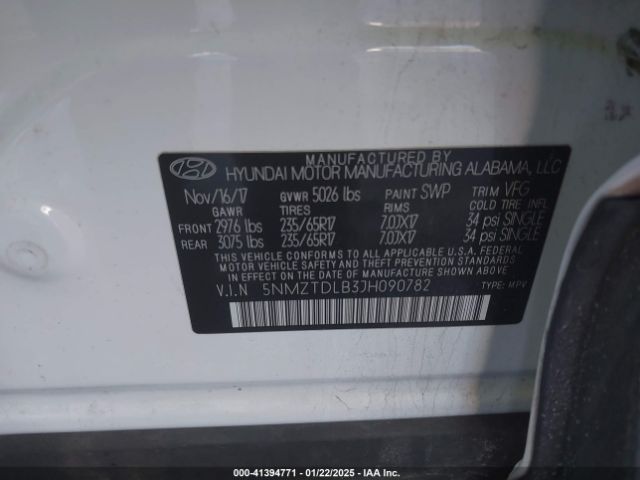 MANUFACTURED BY
HYUNDAI MOTOR MANUFACTURING ALABAMA, LLC
Nov/16/17 GVWR 5026 lbs PAINT SWP TRIM VFG
GAWR TIRES RIMS COLD TIRE INF
FRONT 2976 lbs 235/65R17 7.0JX17 34 psi SINGLE
REAR 3075 lbs 235/65R17 7.0JX17 34 psi SINGLE
THIS VEHICLE CONFORMS TO ALL APPLICABLE U.S.A. FEDERAL
MOTOR VEHICLE SAFETY, BUMPER, AND THEFT PREVENTION
STANDARDS IN EFFECT ON THE DATE OF MANUFACTURE SHOWN ABOVE.
V.I.N 5NMZTDLB3JH090782
TYPE: MPV
000-41394771 - 01/22/2025 - IAA Inc.